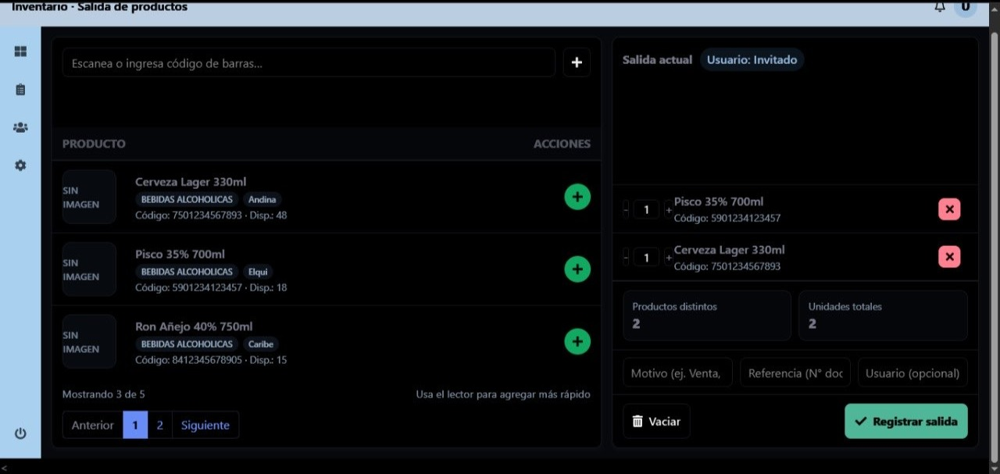 Inventario · Salida de productos
U
Escanea o ingresa código de barras...
+
PRODUCTO
ACCIONES
SIN
IMAGEN
Cerveza Lager 330ml
BEBIDAS ALCOHOLICAS Andina
Código: 7501234567893 · Disp.: 48
+
SIN
IMAGEN
Pisco 35% 700ml
BEBIDAS ALCOHOLICAS Elqui
Código: 5901234123457 · Disp.: 18
+
SIN
IMAGEN
Ron Añejo 40% 750ml
BEBIDAS ALCOHOLICAS Caribe
Código: 8412345678905 · Disp.: 15
+
Mostrando 3 de 5
Usa el lector para agregar más rápido
Anterior 1 2 Siguiente
Salida actual Usuario: Invitado
- 1 +
Pisco 35% 700ml
Código: 5901234123457
- 1 +
Cerveza Lager 330ml
Código: 7501234567893
Productos distintos
2
Unidades totales
2
Motivo (ej. Venta,
Referencia (N° doc
Usuario (opcional)
Vaciar
Registrar salida